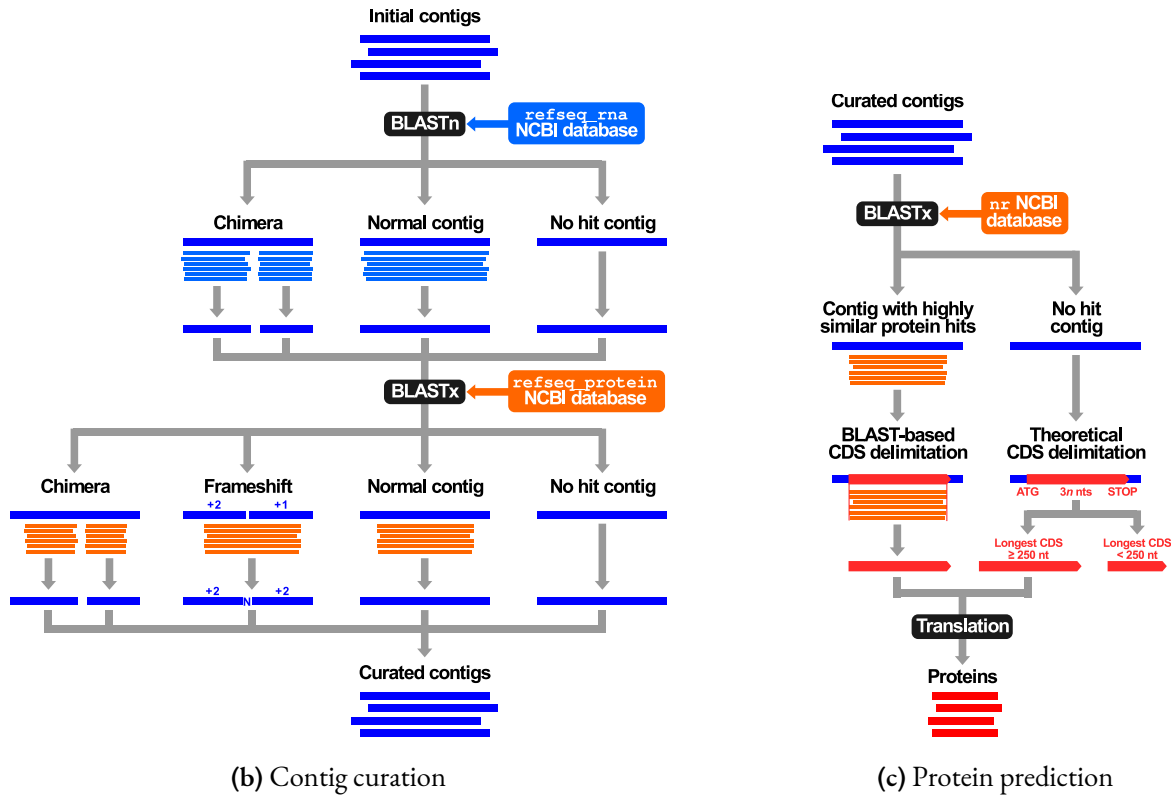 Initial contigs
BLASTn
refseq_rna
NCBI database
Chimera
Normal contig
No hit contig
BLASTx
refseq_protein
NCBI database
Chimera
Frameshift
Normal contig
No hit contig
+2
+1
+2
N
+2
Curated contigs
(b) Contig curation
Curated contigs
BLASTx
nr NCBI
database
Contig with highly
similar protein hits
No hit
contig
BLAST-based
CDS delimitation
Theoretical
CDS delimitation
ATG
3n nts
STOP
Longest CDS
≥ 250 nt
Longest CDS
< 250 nt
Translation
Proteins
(c) Protein prediction